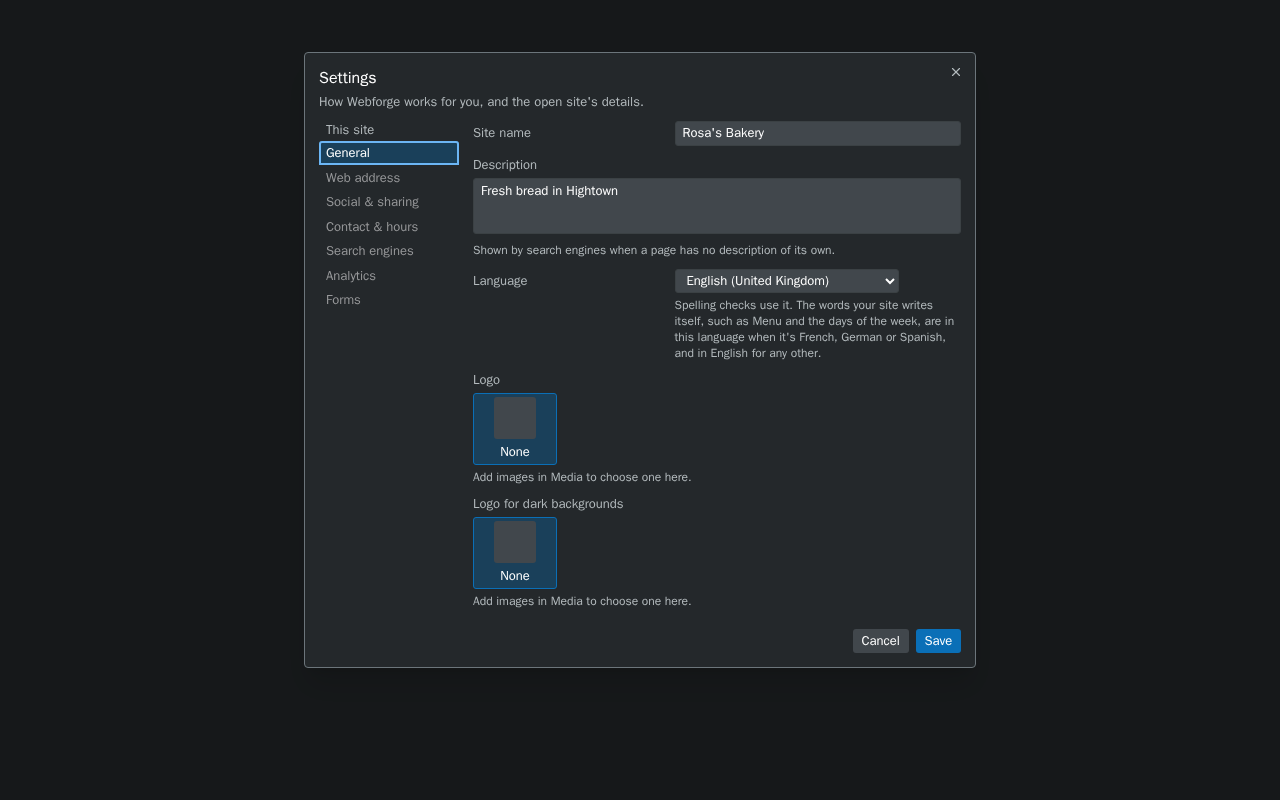 Settings
How Webforge works for you, and the open site's details.
This site
General
Web address
Social & sharing
Contact & hours
Search engines
Analytics
Forms
Site name
Rosa's Bakery
Description
Fresh bread in Hightown
Shown by search engines when a page has no description of its own.
Language
English (United Kingdom)
Spelling checks use it. The words your site writes
itself, such as Menu and the days of the week, are in
this language when it's French, German or Spanish,
and in English for any other.
Logo
None
Add images in Media to choose one here.
Logo for dark backgrounds
None
Add images in Media to choose one here.
Cancel
Save